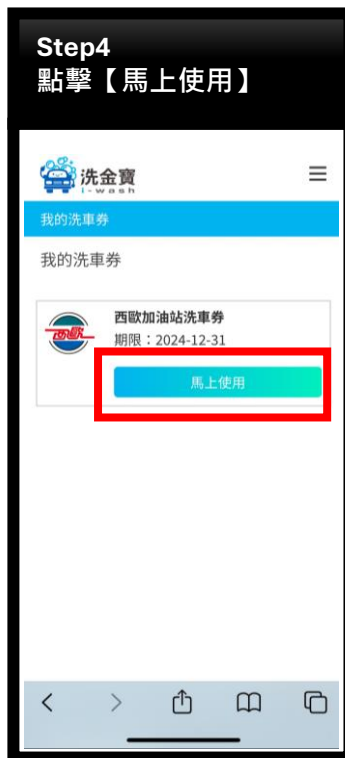 Step4
點擊【馬上使用】
洗金寶
i-wash
我的洗車券
我的洗車券
西歐
西歐加油站洗車券
期限：2024-12-31
馬上使用